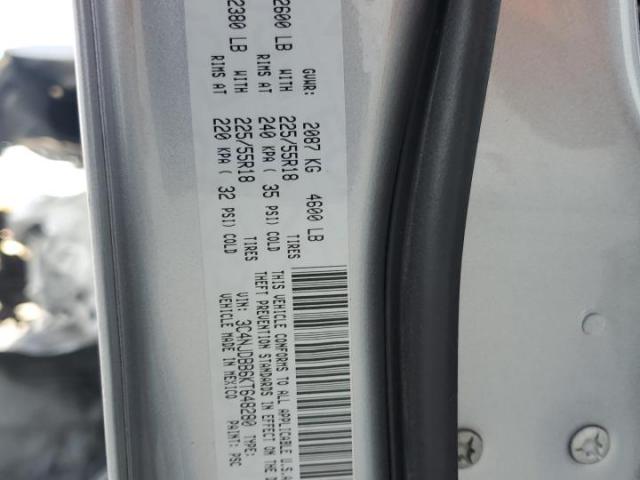 GVWR: 2087 KG 4600 LB
2600 LB WITH 225/55R18 TIRES
RIMS AT 240 KPA ( 35 PSI) COLD
2380 LB WITH 225/55R18 TIRES
RIMS AT 220 KPA ( 32 PSI) COLD
THIS VEHICLE CONFORMS TO ALL APPLICABLE U.S.A
THEFT PREVENTION STANDARDS IN EFFECT ON THE D
VIN: 3C4NJDBB6KT648280 TYPE:
VEHICLE MADE IN MEXICO PAINT: PSC